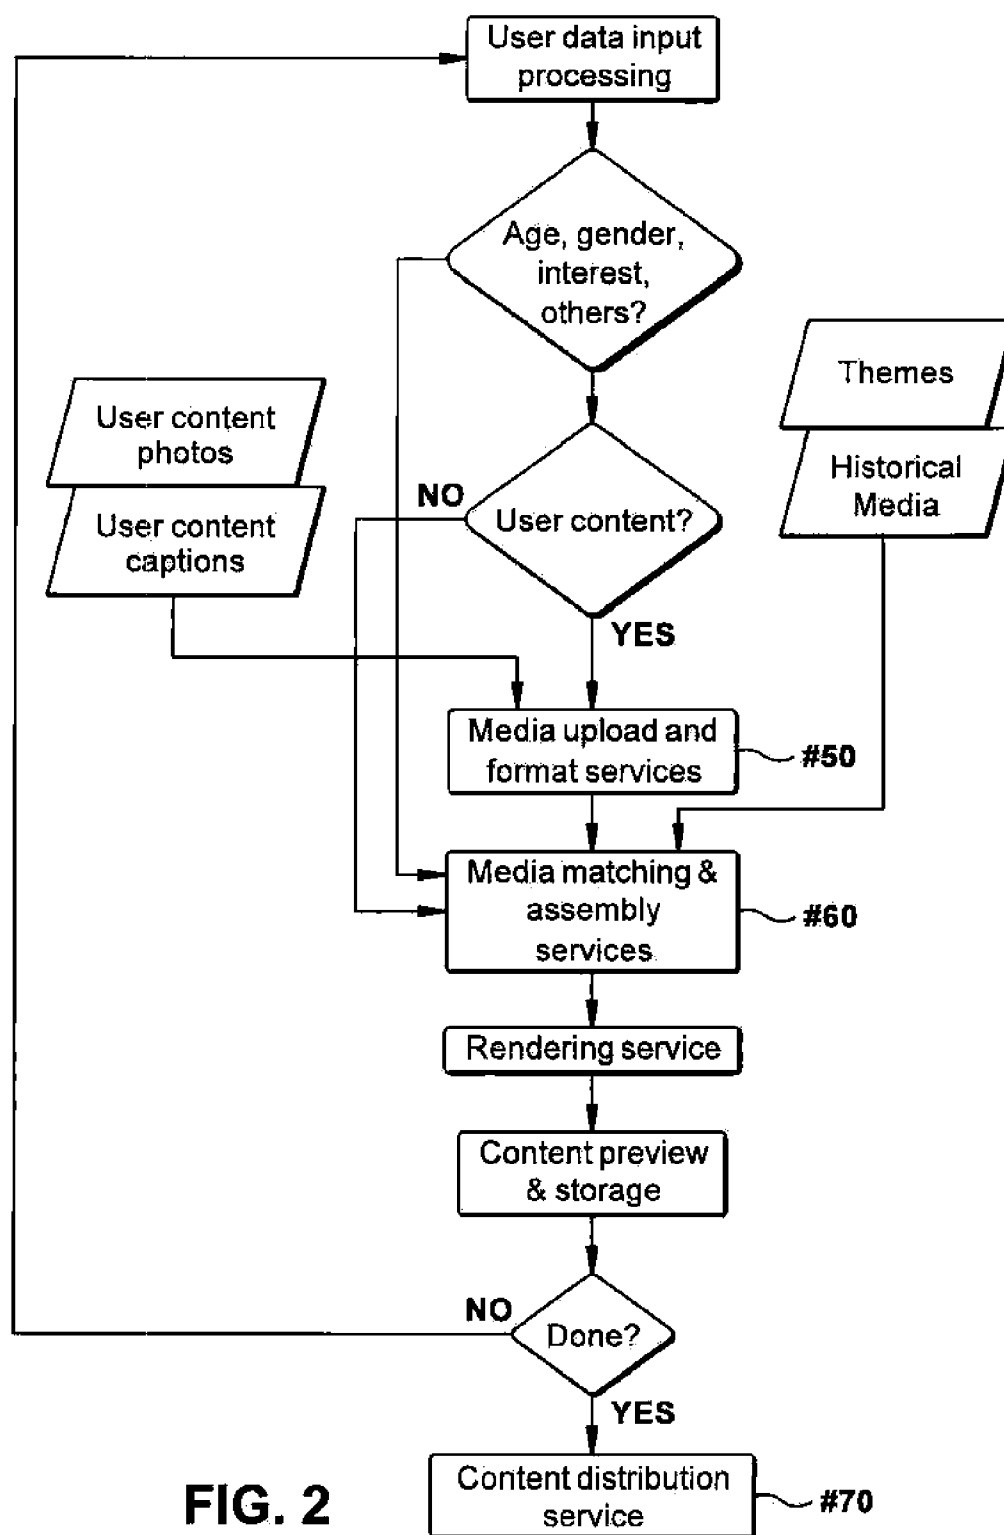 User data input
processing
Age, gender,
interest,
others?
Themes
Historical
Media
User content
photos
User content
captions
NO
User content?
YES
Media upload and
format services
#50
Media matching &
assembly
services
#60
Rendering service
Content preview
& storage
NO
Done?
YES
Content distribution
service
#70
FIG. 2